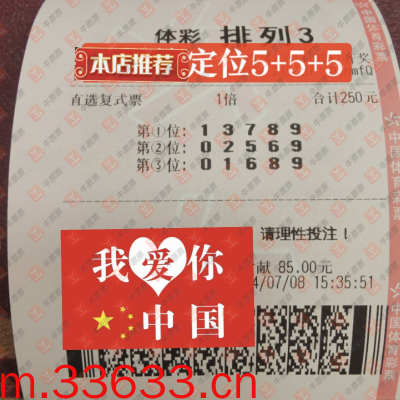 体彩 排列3
本店推荐 定位5+5+5
奖
mfQ
直选复式票 1倍 合计250元
第①位: 1 3 7 8 9
第②位: 0 2 5 6 9
第③位: 0 1 6 8 9
请理性投注!
我爱你
中国
献 85.00元
4/07/08 15:35:51
m.33633.cn